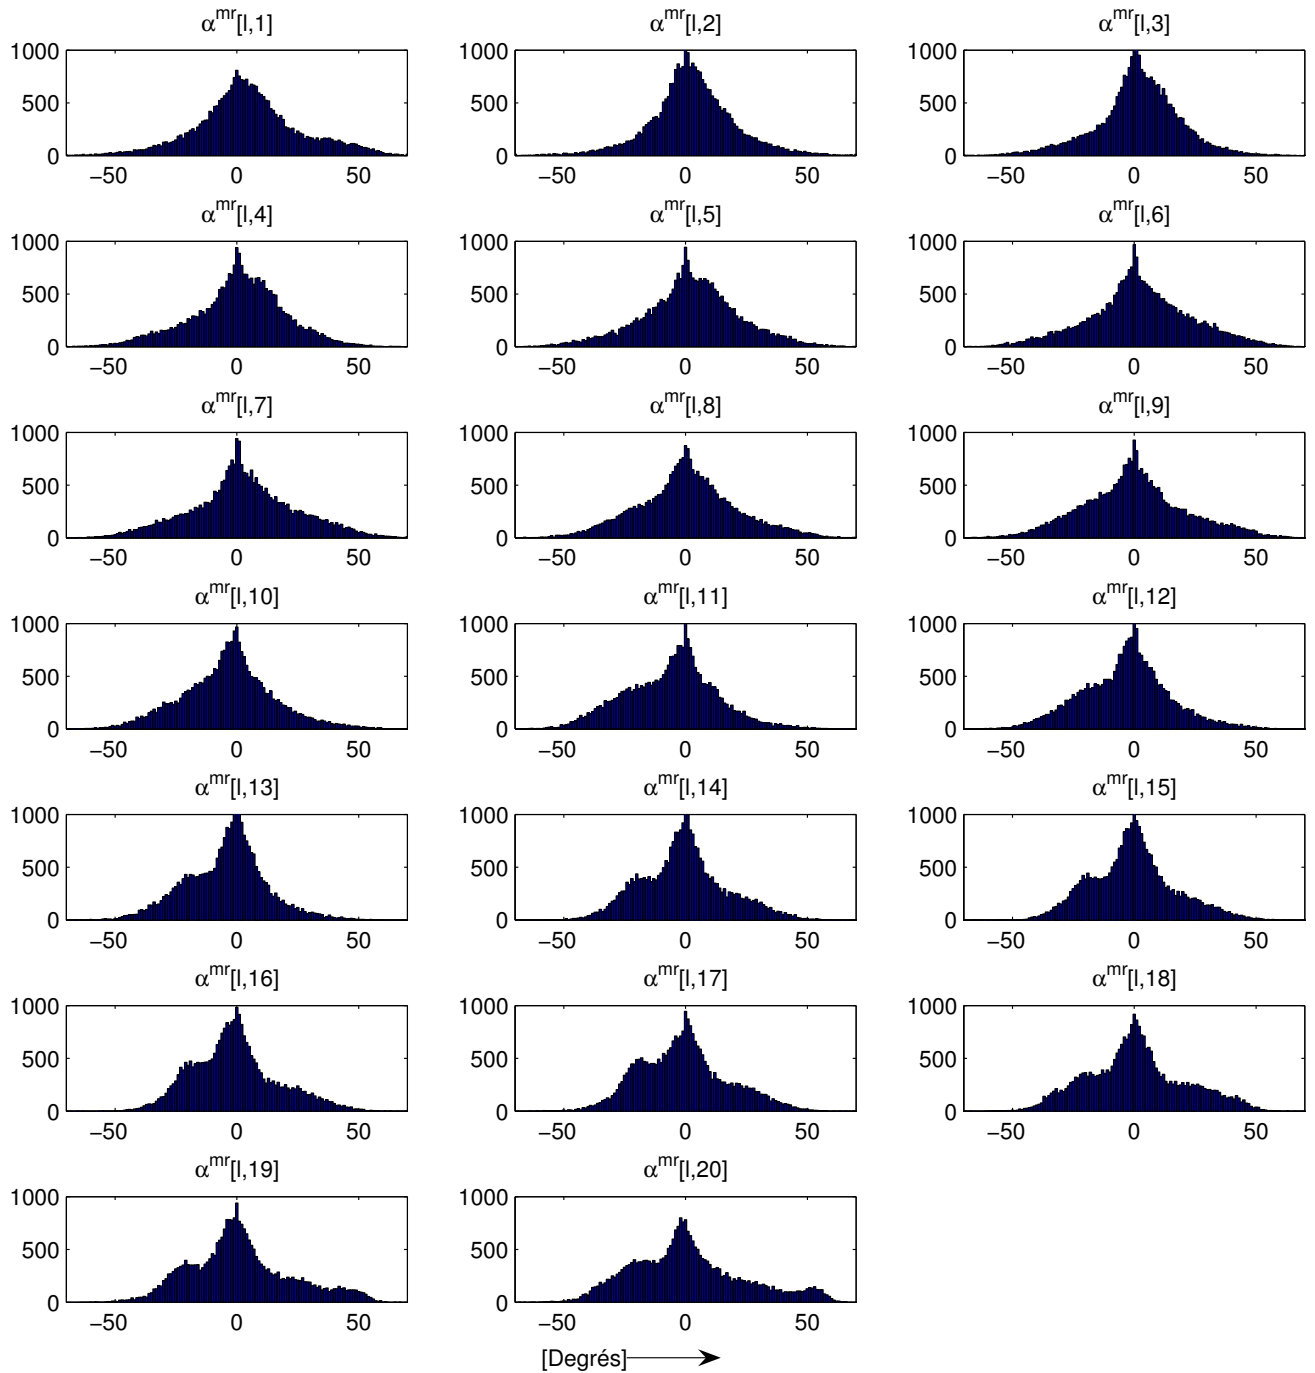 α^mr[l,1] α^mr[l,2] α^mr[l,3]
1000 1000 1000
500 500 500
0 0 0
−50 0 50 −50 0 50 −50 0 50
α^mr[l,4] α^mr[l,5] α^mr[l,6]
1000 1000 1000
500 500 500
0 0 0
−50 0 50 −50 0 50 −50 0 50
α^mr[l,7] α^mr[l,8] α^mr[l,9]
1000 1000 1000
500 500 500
0 0 0
−50 0 50 −50 0 50 −50 0 50
α^mr[l,10] α^mr[l,11] α^mr[l,12]
1000 1000 1000
500 500 500
0 0 0
−50 0 50 −50 0 50 −50 0 50
α^mr[l,13] α^mr[l,14] α^mr[l,15]
1000 1000 1000
500 500 500
0 0 0
−50 0 50 −50 0 50 −50 0 50
α^mr[l,16] α^mr[l,17] α^mr[l,18]
1000 1000 1000
500 500 500
0 0 0
−50 0 50 −50 0 50 −50 0 50
α^mr[l,19] α^mr[l,20]
1000 1000
500 500
0 0
−50 0 50 −50 0 50
[Degrés]